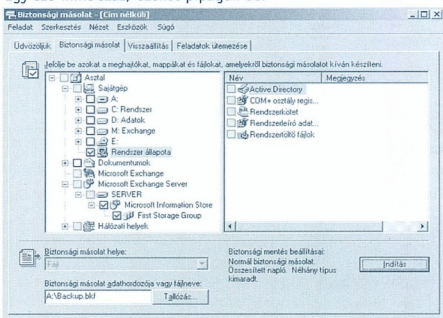 Biztonsági másolat - [Cím nélküli]
Feladat Szerkesztés Nézet Eszközök Súgó
Üdvözöljük Biztonsági másolat Visszaállítás Feladatok ütemezése
Jelölje be azokat a meghajtókat, mappákat és fájlokat, amelyekről biztonsági másolatot kíván készíteni.
Asztal
Sajátgép
A:
C: Rendszer
D: Adatok
M: Exchange
E:
Rendszer állapota
Dokumentumok
Microsoft Exchange
Microsoft Exchange Server
SERVER
Microsoft Information Store
First Storage Group
Hálózati helyek
Név Megjegyzés
Active Directory
COM+ osztály regis...
Rendszerkötet
Rendszerleíró adat...
Rendszertöltő fájlok
Biztonsági másolat helye:
Fájl
Biztonsági másolat adathordozója vagy fájlneve:
A:\Backup.bkf Tallózás...
Biztonsági mentés beállításai:
Normál biztonsági másolat.
Összesített napló. Néhány típus
kimaradt.
Indítás